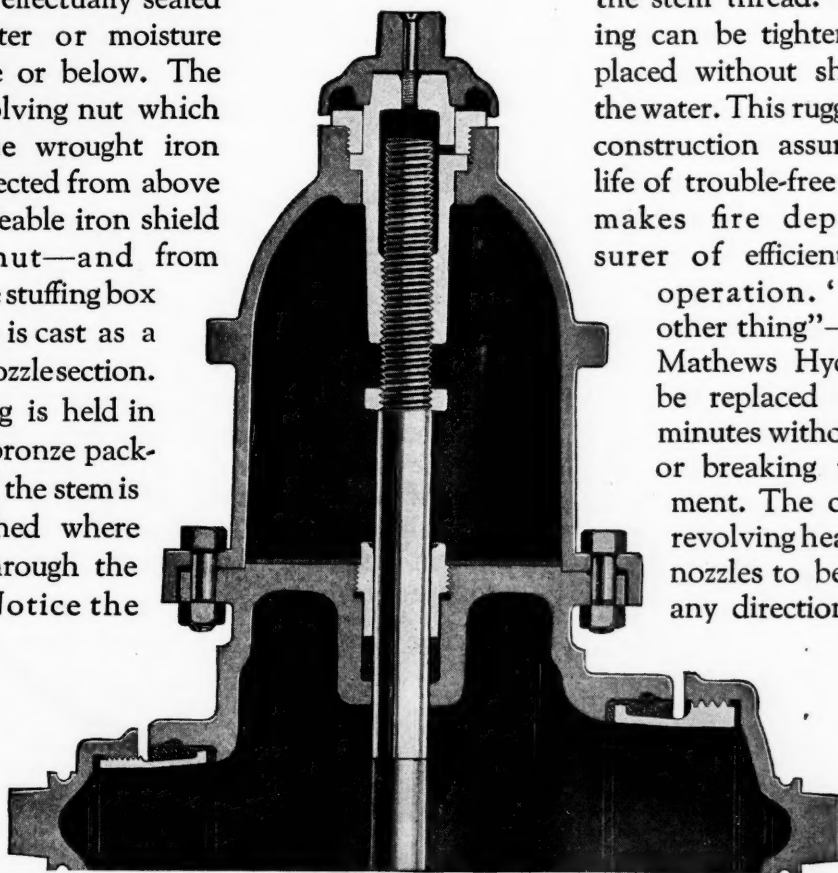 effectually sealed
ter or moisture
e or below. The
lving nut which
e wrought iron
ected from above
eable iron shield
nut—and from
e stuffing box
is cast as a
ozzle section.
g is held in
bronze pack-
the stem is
ned where
hrough the
Notice the
the stem thread.
ing can be tighten
placed without sh
the water. This rugg
construction assur
life of trouble-free
makes fire dep
surer of efficient
operation. ‘
other thing”—
Mathews Hyd
be replaced
minutes witho
or breaking
ment. The c
revolving hea
nozzles to be
any direction